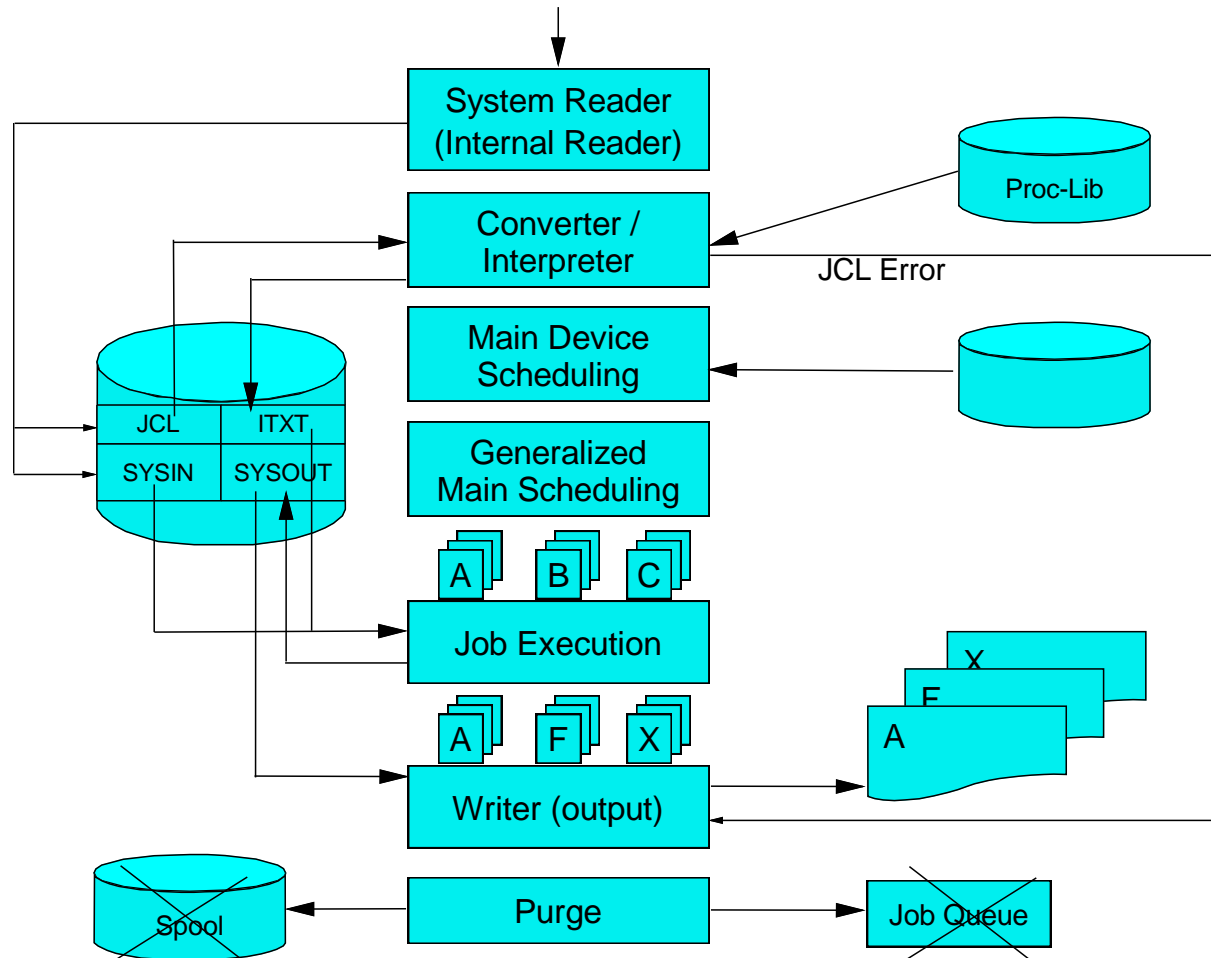 System Reader
(Internal Reader)
Proc-Lib
Converter /
Interpreter
JCL Error
Main Device
Scheduling
JCL
ITXT
SYSIN
SYSOUT
Generalized
Main Scheduling
A
B
C
Job Execution
X
F
A
A
F
X
Writer (output)
Purge
Spool
Job Queue